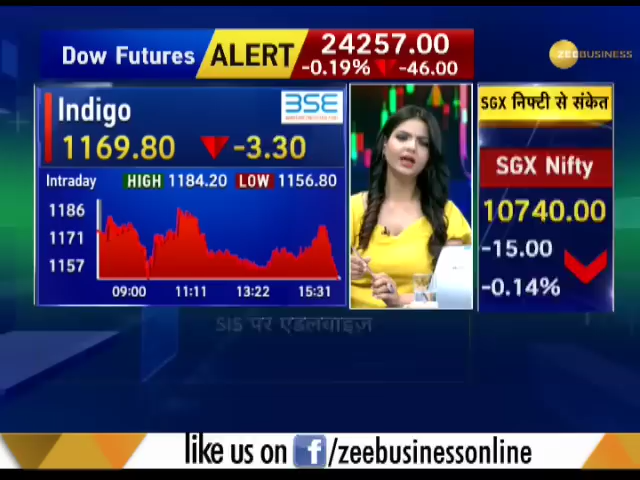 Dow Futures
ALERT
24257.00
-0.19% -46.00
ZEEBUSINESS
Indigo
BSE
1169.80 -3.30
Intraday HIGH 1184.20 LOW 1156.80
1186
1171
1157
09:00 11:11 13:22 15:31
SGX निफ्टी से संकेत
SGX Nifty
10740.00
-15.00
-0.14%
SIS पर एडलवाइज़
like us on f/zeebusinessonline